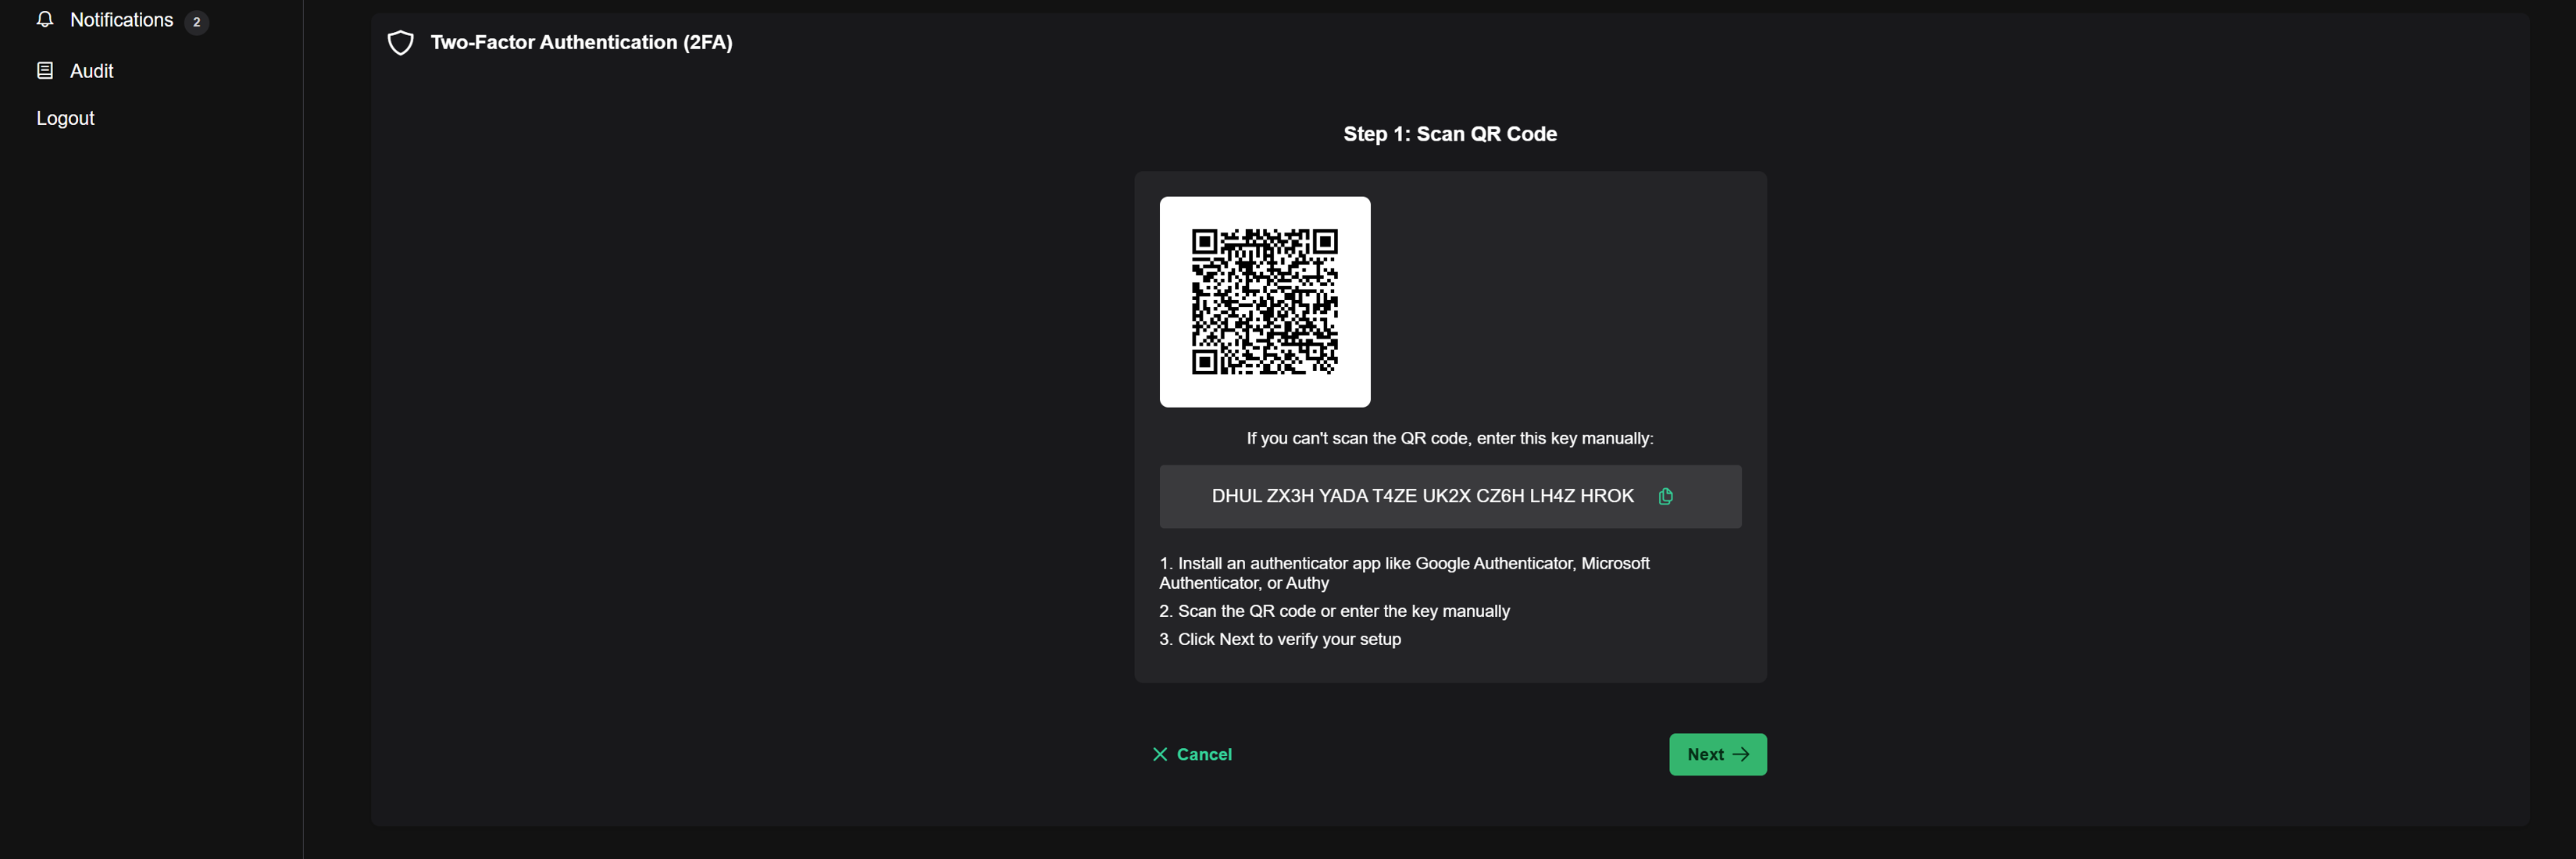 Notifications 2
Audit
Logout
Two-Factor Authentication (2FA)
Step 1: Scan QR Code
If you can't scan the QR code, enter this key manually:
DHUL ZX3H YADA T4ZE UK2X CZ6H LH4Z HROK
1. Install an authenticator app like Google Authenticator, Microsoft
Authenticator, or Authy
2. Scan the QR code or enter the key manually
3. Click Next to verify your setup
Cancel
Next